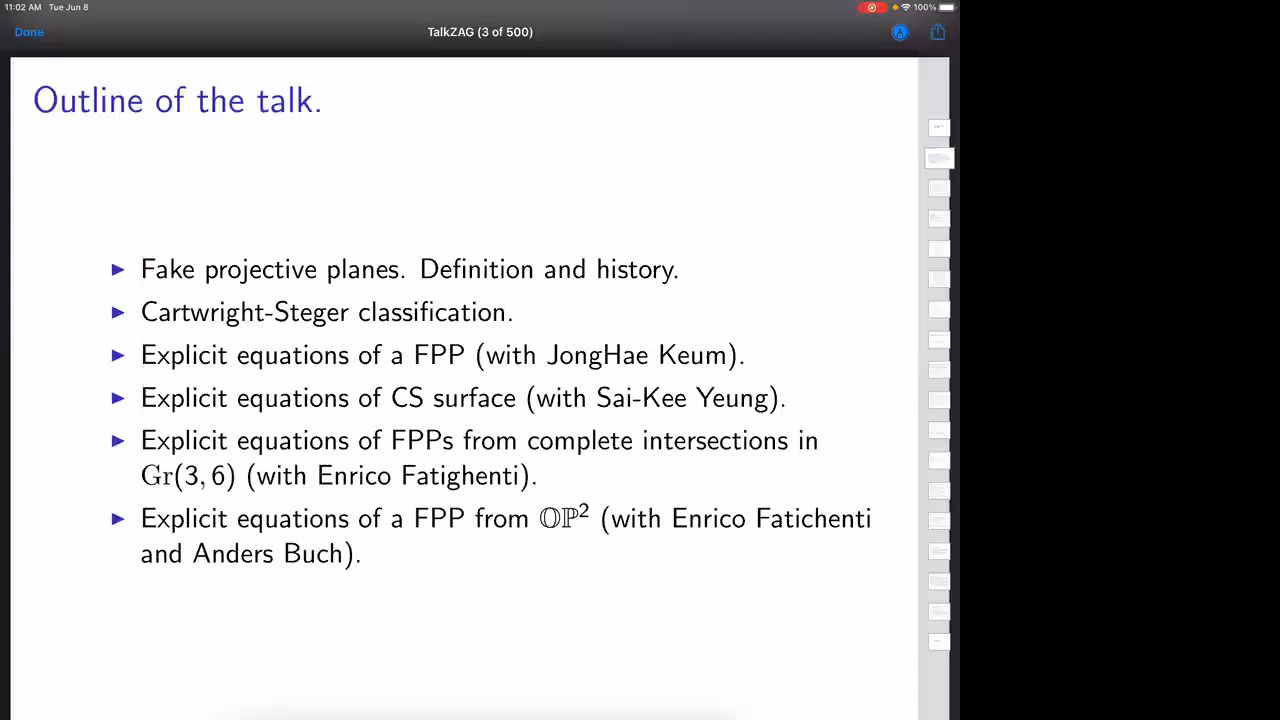 11:02 AM Tue Jun 8
100%
Done
TalkZAG (3 of 500)
Outline of the talk.
▶ Fake projective planes. Definition and history.
▶ Cartwright-Steger classification.
▶ Explicit equations of a FPP (with JongHae Keum).
▶ Explicit equations of CS surface (with Sai-Kee Yeung).
▶ Explicit equations of FPPs from complete intersections in
Gr(3, 6) (with Enrico Fatighenti).
▶ Explicit equations of a FPP from 𝕆ℙ² (with Enrico Fatichenti
and Anders Buch).